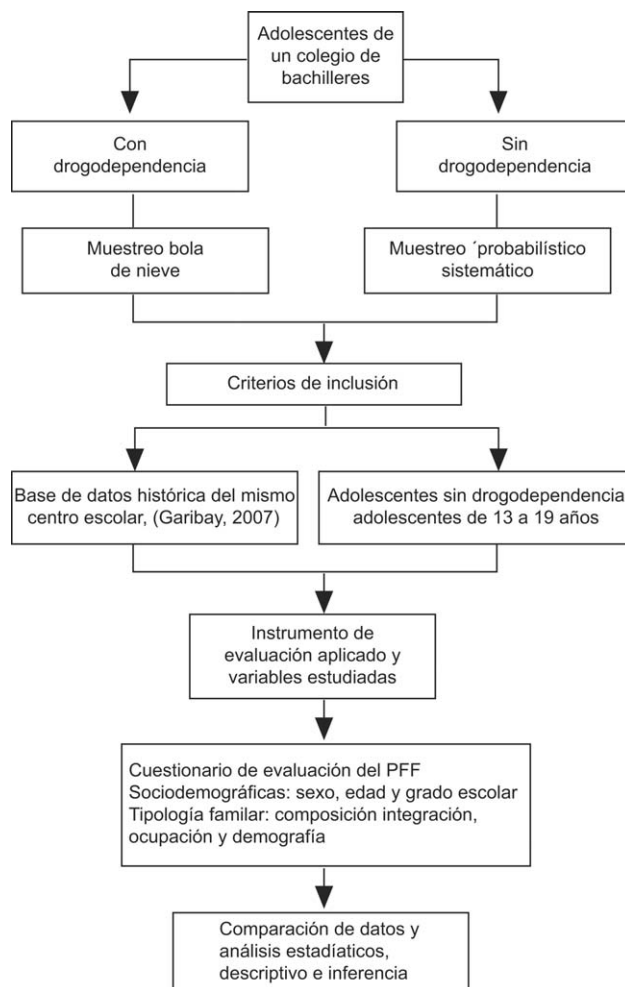 Adolescentes de
un colegio de
bachilleres
Con
drogodependencia
Sin
drogodependencia
Muestreo bola
de nieve
Muestreo ´probabilístico
sistemático
Criterios de inclusión
Base de datos histórica del mismo
centro escolar, (Garibay, 2007)
Adolescentes sin drogodependencia
adolescentes de 13 a 19 años
Instrumento de
evaluación aplicado y
variables estudiadas
Cuestionario de evaluación del PFF
Sociodemográficas: sexo, edad y grado escolar
Tipología familar: composición integración,
ocupación y demografía
Comparación de datos y
análisis estadíaticos,
descriptivo e inferencia